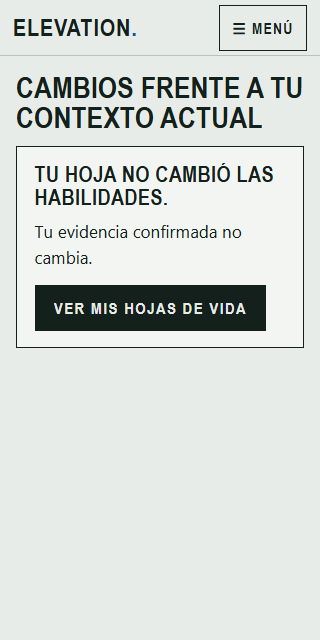 ELEVATION.
☰ MENÚ
CAMBIOS FRENTE A TU
CONTEXTO ACTUAL
TU HOJA NO CAMBIÓ LAS
HABILIDADES.
Tu evidencia confirmada no
cambia.
VER MIS HOJAS DE VIDA